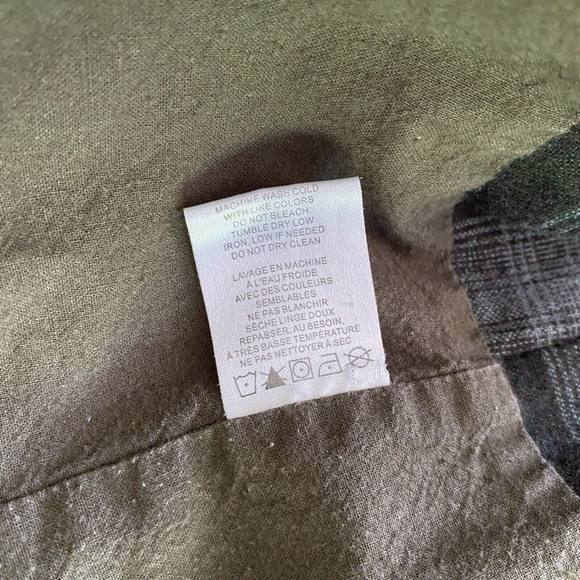 MACHINE WASH COLD
WITH LIKE COLORS
DO NOT BLEACH
TUMBLE DRY LOW
IRON, LOW IF NEEDED
DO NOT DRY CLEAN
LAVAGE EN MACHINE
À L'EAU FROIDE
AVEC DES COULEURS
SEMBLABLES
NE PAS BLANCHIR
SÈCHE LINGE DOUX
REPASSER, AU BESOIN,
À TRÈS BASSE TEMPÉRATURE
NE PAS NETTOYER À SEC